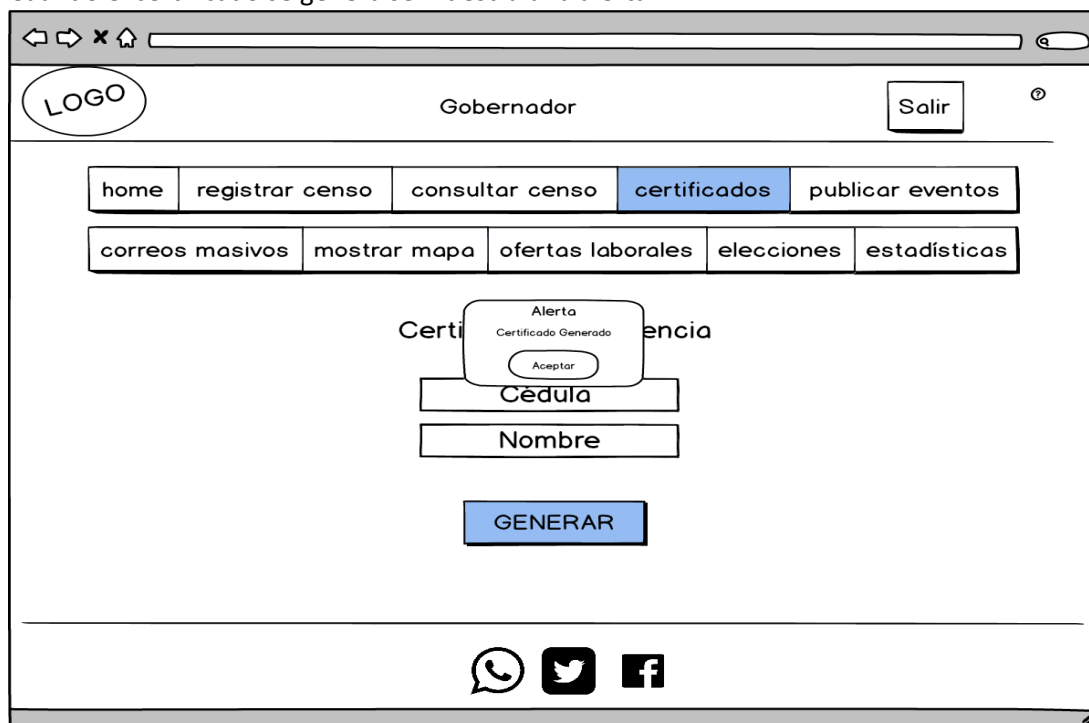 LOGO
Gobernador
Salir
?
home registrar censo consultar censo certificados publicar eventos
correos masivos mostrar mapa ofertas laborales elecciones estadísticas
Alerta
Certi encia
Certificado Generado
Aceptar
Cédula
Nombre
GENERAR